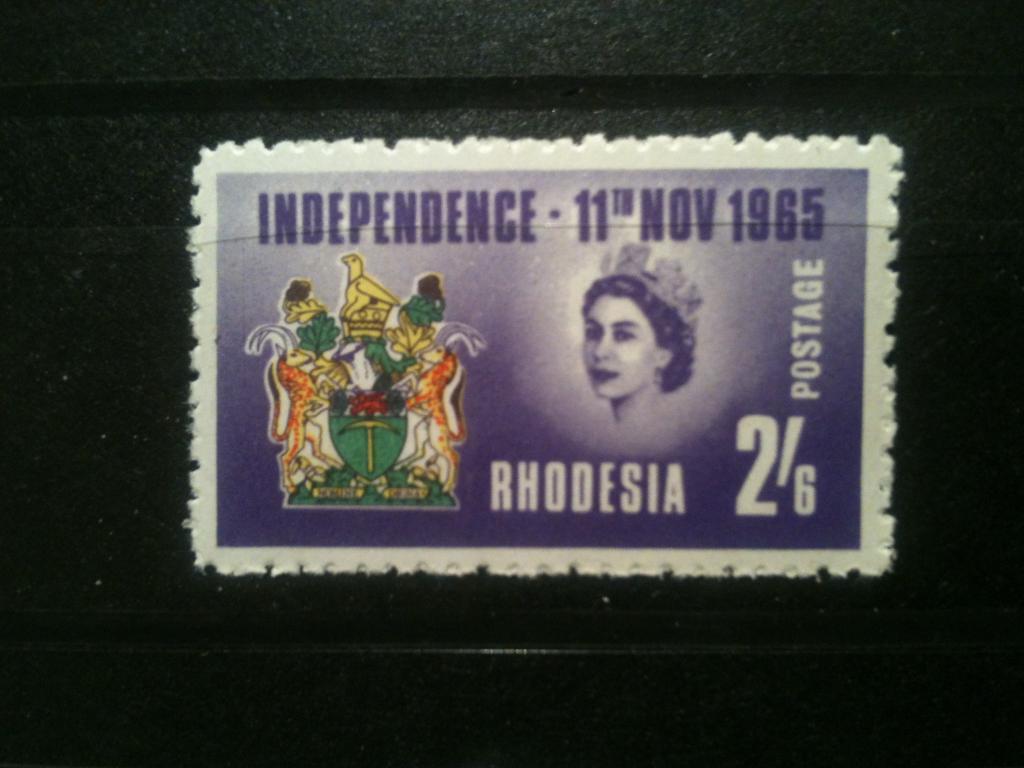 INDEPENDENCE · 11TH NOV 1965
POSTAGE
RHODESIA
2/6